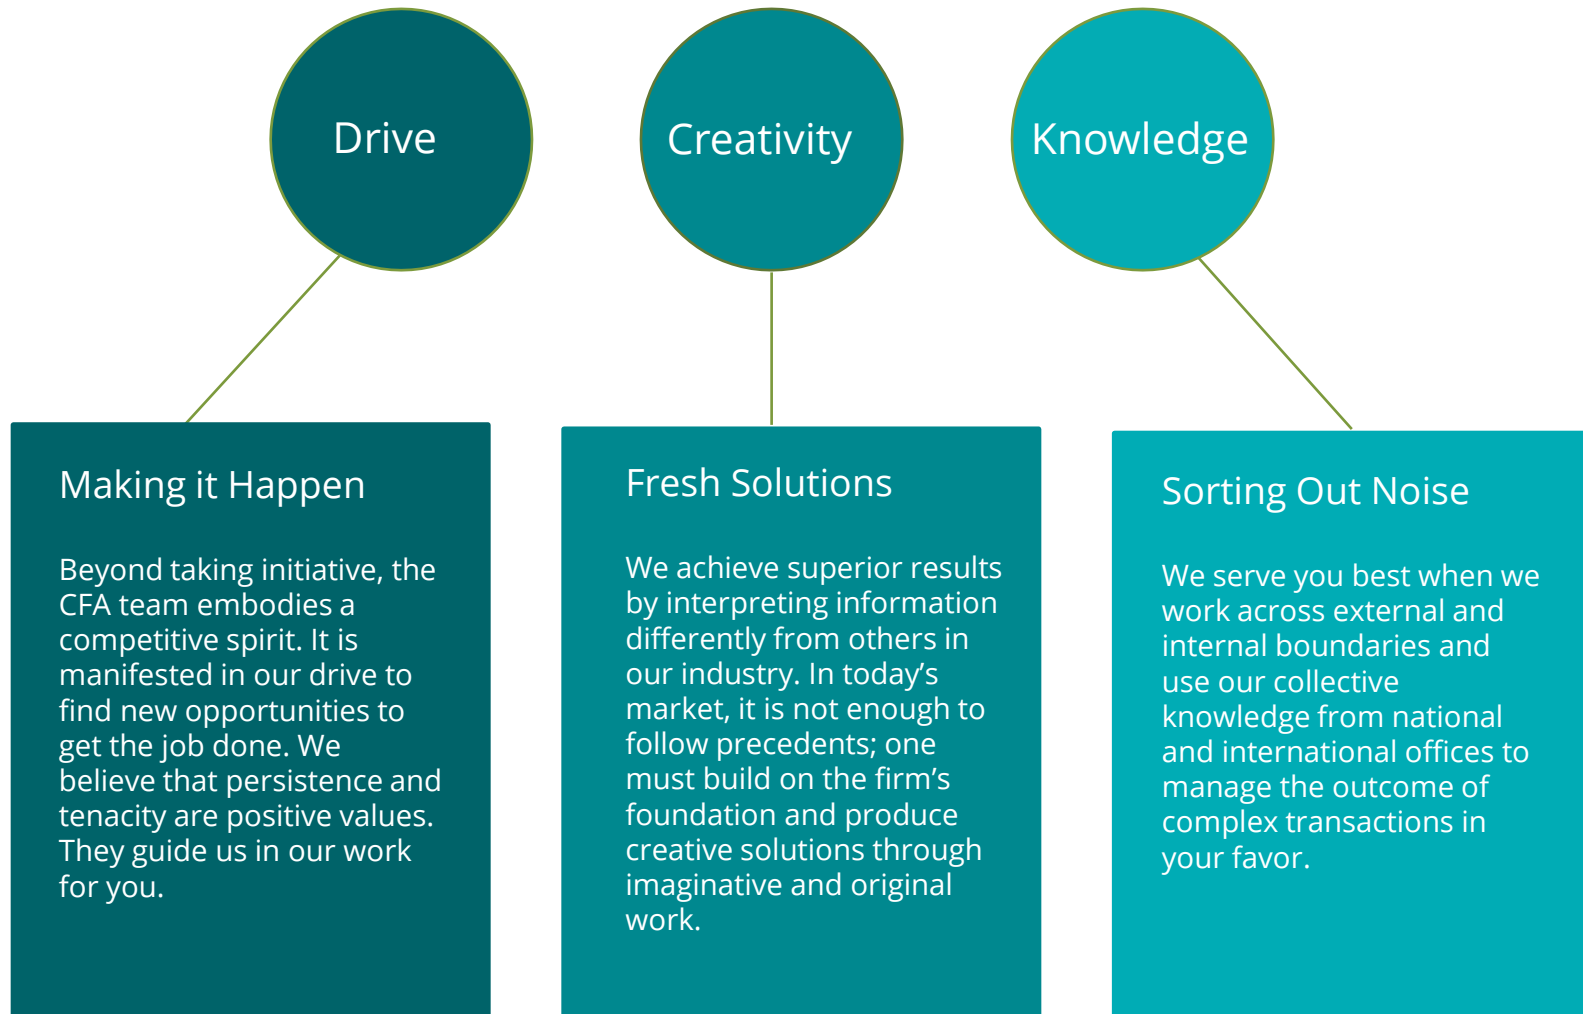 Drive
Creativity
Knowledge
Making it Happen
Beyond taking initiative, the
CFA team embodies a
competitive spirit. It is
manifested in our drive to
find new opportunities to
get the job done. We
believe that persistence and
tenacity are positive values.
They guide us in our work
for you.
Fresh Solutions
We achieve superior results
by interpreting information
differently from others in
our industry. In today’s
market, it is not enough to
follow precedents; one
must build on the firm’s
foundation and produce
creative solutions through
imaginative and original
work.
Sorting Out Noise
We serve you best when we
work across external and
internal boundaries and
use our collective
knowledge from national
and international offices to
manage the outcome of
complex transactions in
your favor.